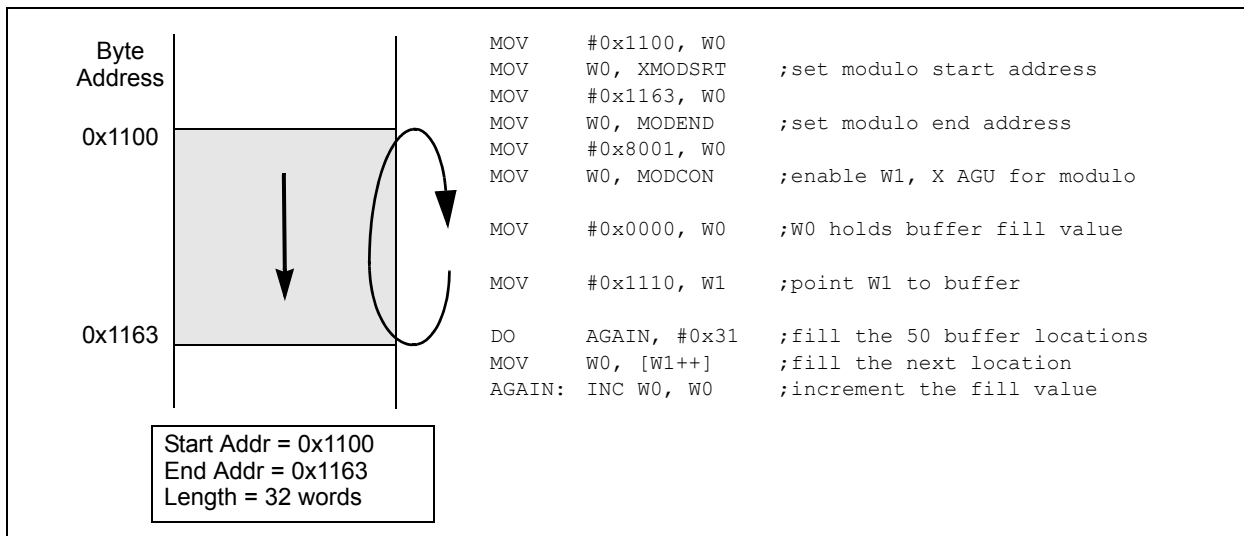 Byte
Address
0x1100
0x1163
Start Addr = 0x1100
End Addr = 0x1163
Length = 32 words
MOV #0x1100, W0
MOV W0, XMODSRT ;set modulo start address
MOV #0x1163, W0
MOV W0, MODEND ;set modulo end address
MOV #0x8001, W0
MOV W0, MODCON ;enable W1, X AGU for modulo
MOV #0x0000, W0 ;W0 holds buffer fill value
MOV #0x1110, W1 ;point W1 to buffer
DO AGAIN, #0x31 ;fill the 50 buffer locations
MOV W0, [W1++] ;fill the next location
AGAIN: INC W0, W0 ;increment the fill value